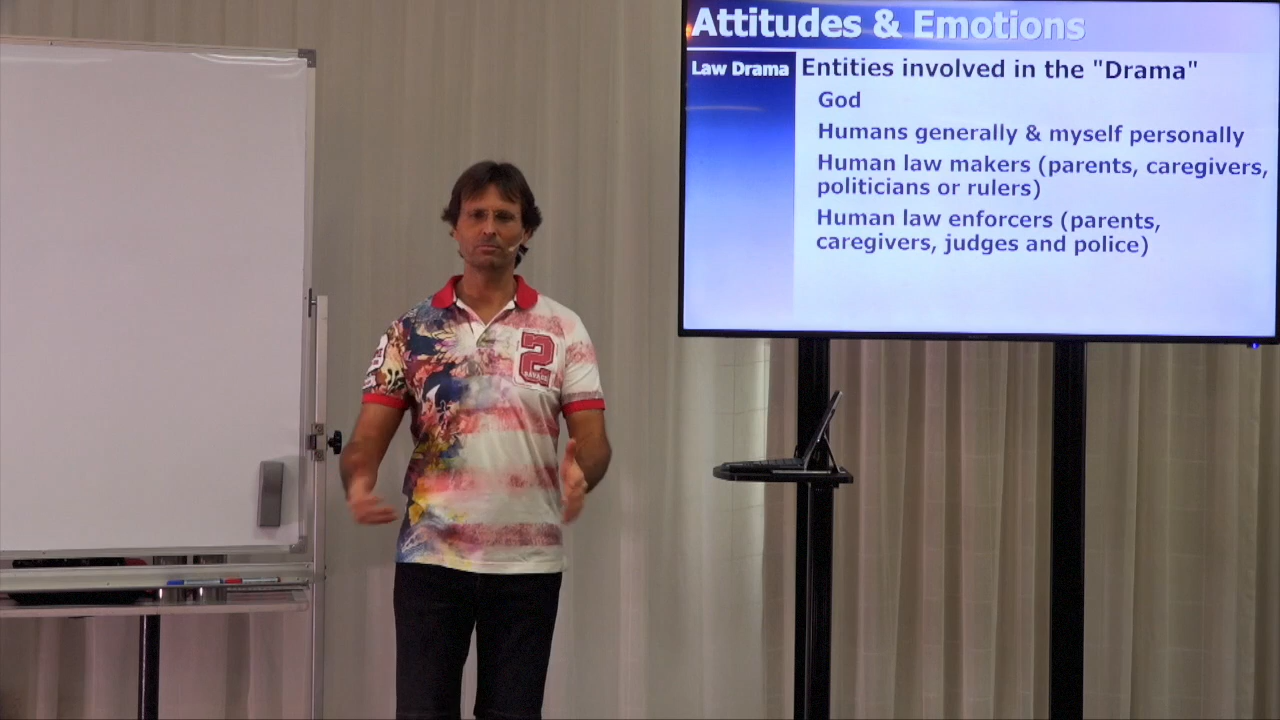 Attitudes & Emotions
Law Drama
Entities involved in the "Drama"
God
Humans generally & myself personally
Human law makers (parents, caregivers,
politicians or rulers)
Human law enforcers (parents,
caregivers, judges and police)
2